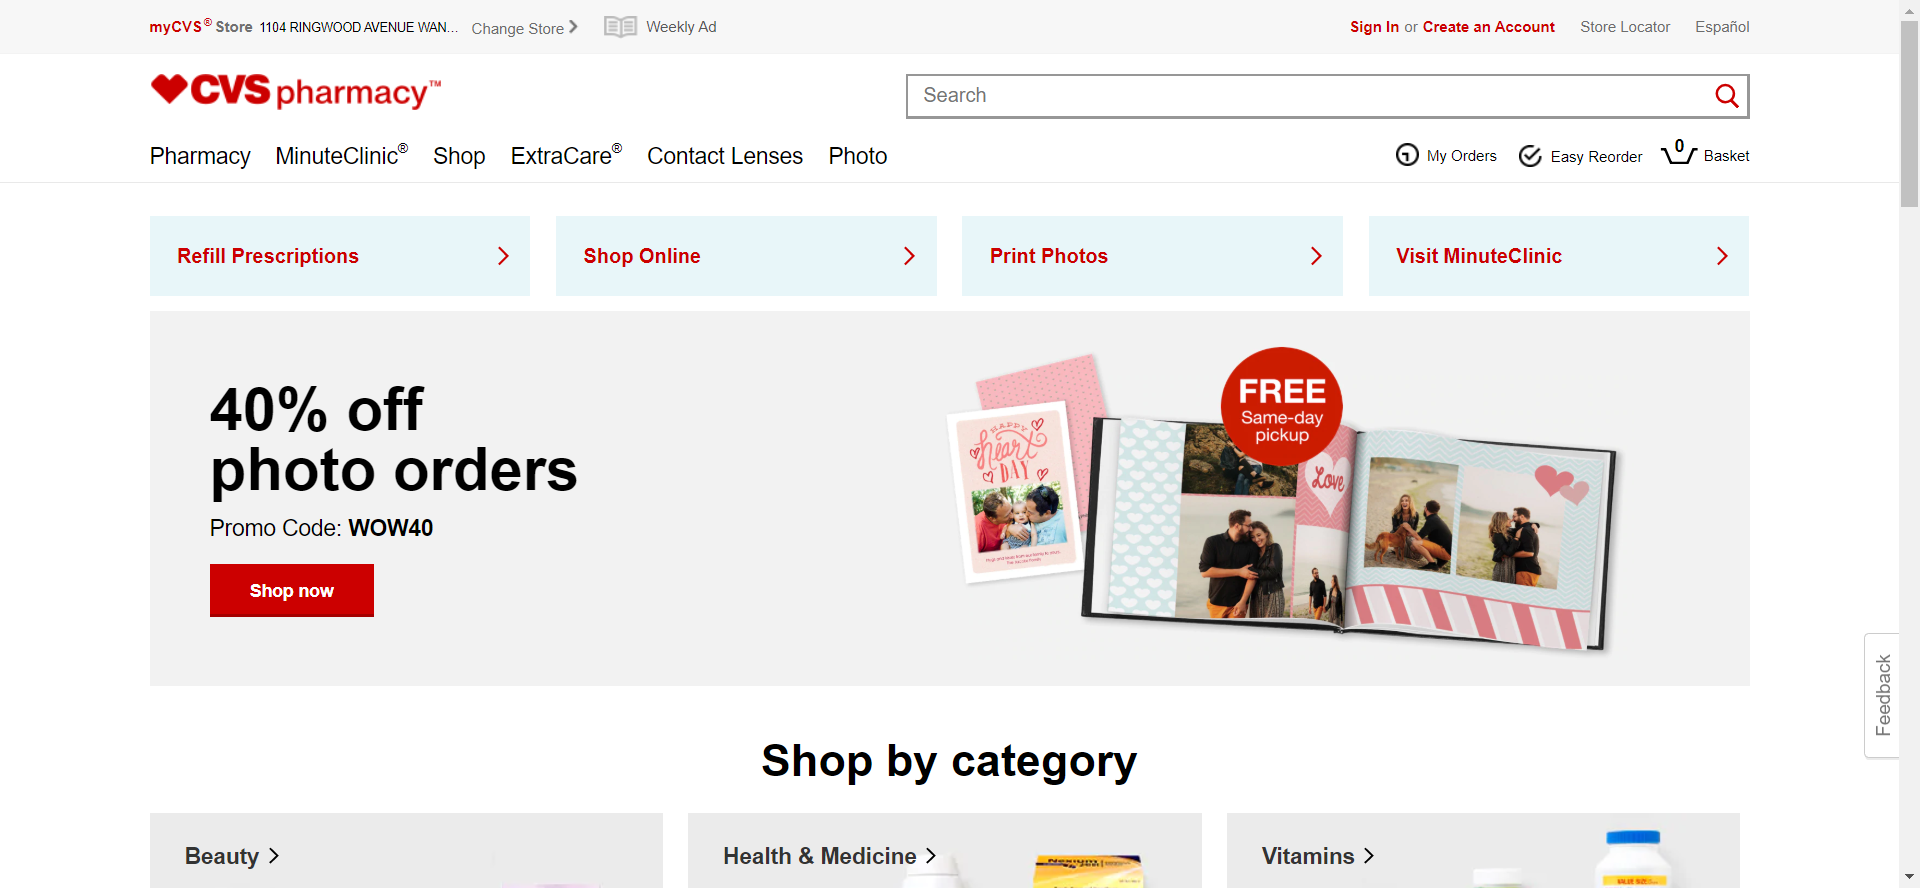 myCVS® Store 1104 RINGWOOD AVENUE WAN... Change Store Weekly Ad
Sign In or Create an Account Store Locator Español
CVS pharmacy™
Search
Pharmacy MinuteClinic® Shop ExtraCare® Contact Lenses Photo
My Orders Easy Reorder 0 Basket
Refill Prescriptions
Shop Online
Print Photos
Visit MinuteClinic
40% off
photo orders
Promo Code: WOW40
Shop now
HAPPY
heart
DAY
FREE
Same-day
pickup
Love
Feedback
Shop by category
Beauty
Health & Medicine
Vitamins
Nexium
VALUE SIZE